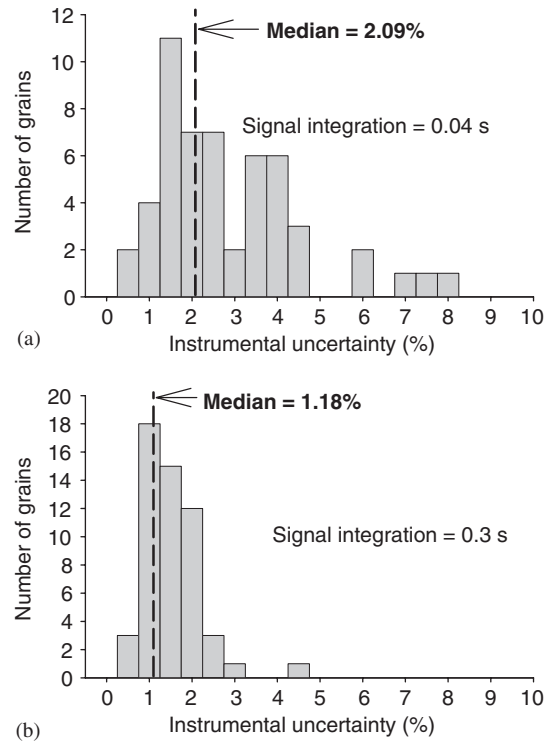 12
10
8
6
4
2
0
Number of grains
Median = 2.09%
Signal integration = 0.04 s
0 1 2 3 4 5 6 7 8 9 10
Instrumental uncertainty (%)
(a)
20
18
16
14
12
10
8
6
4
2
0
Number of grains
Median = 1.18%
Signal integration = 0.3 s
0 1 2 3 4 5 6 7 8 9 10
Instrumental uncertainty (%)
(b)